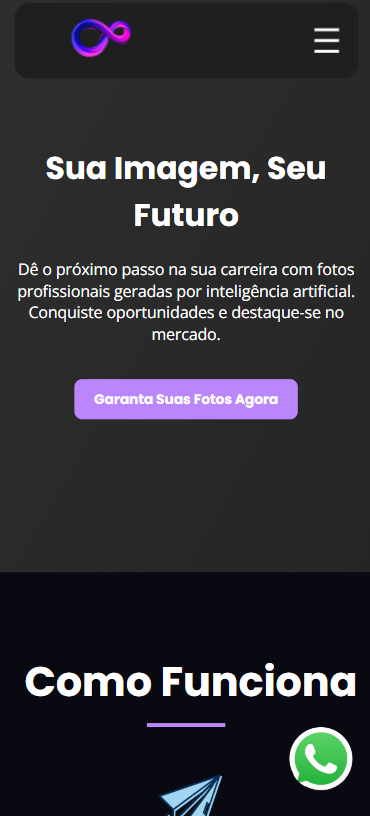 Sua Imagem, Seu
Futuro
Dê o próximo passo na sua carreira com fotos
profissionais geradas por inteligência artificial.
Conquiste oportunidades e destaque-se no
mercado.
Garanta Suas Fotos Agora
Como Funciona